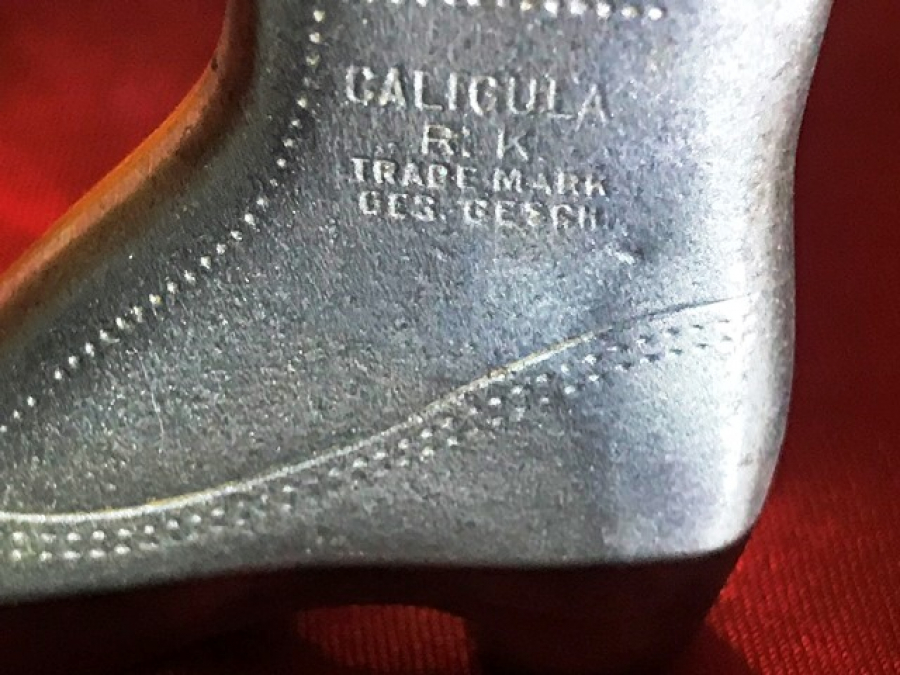 CALIGULA
R. K
TRADE MARK
GES. GESCH.